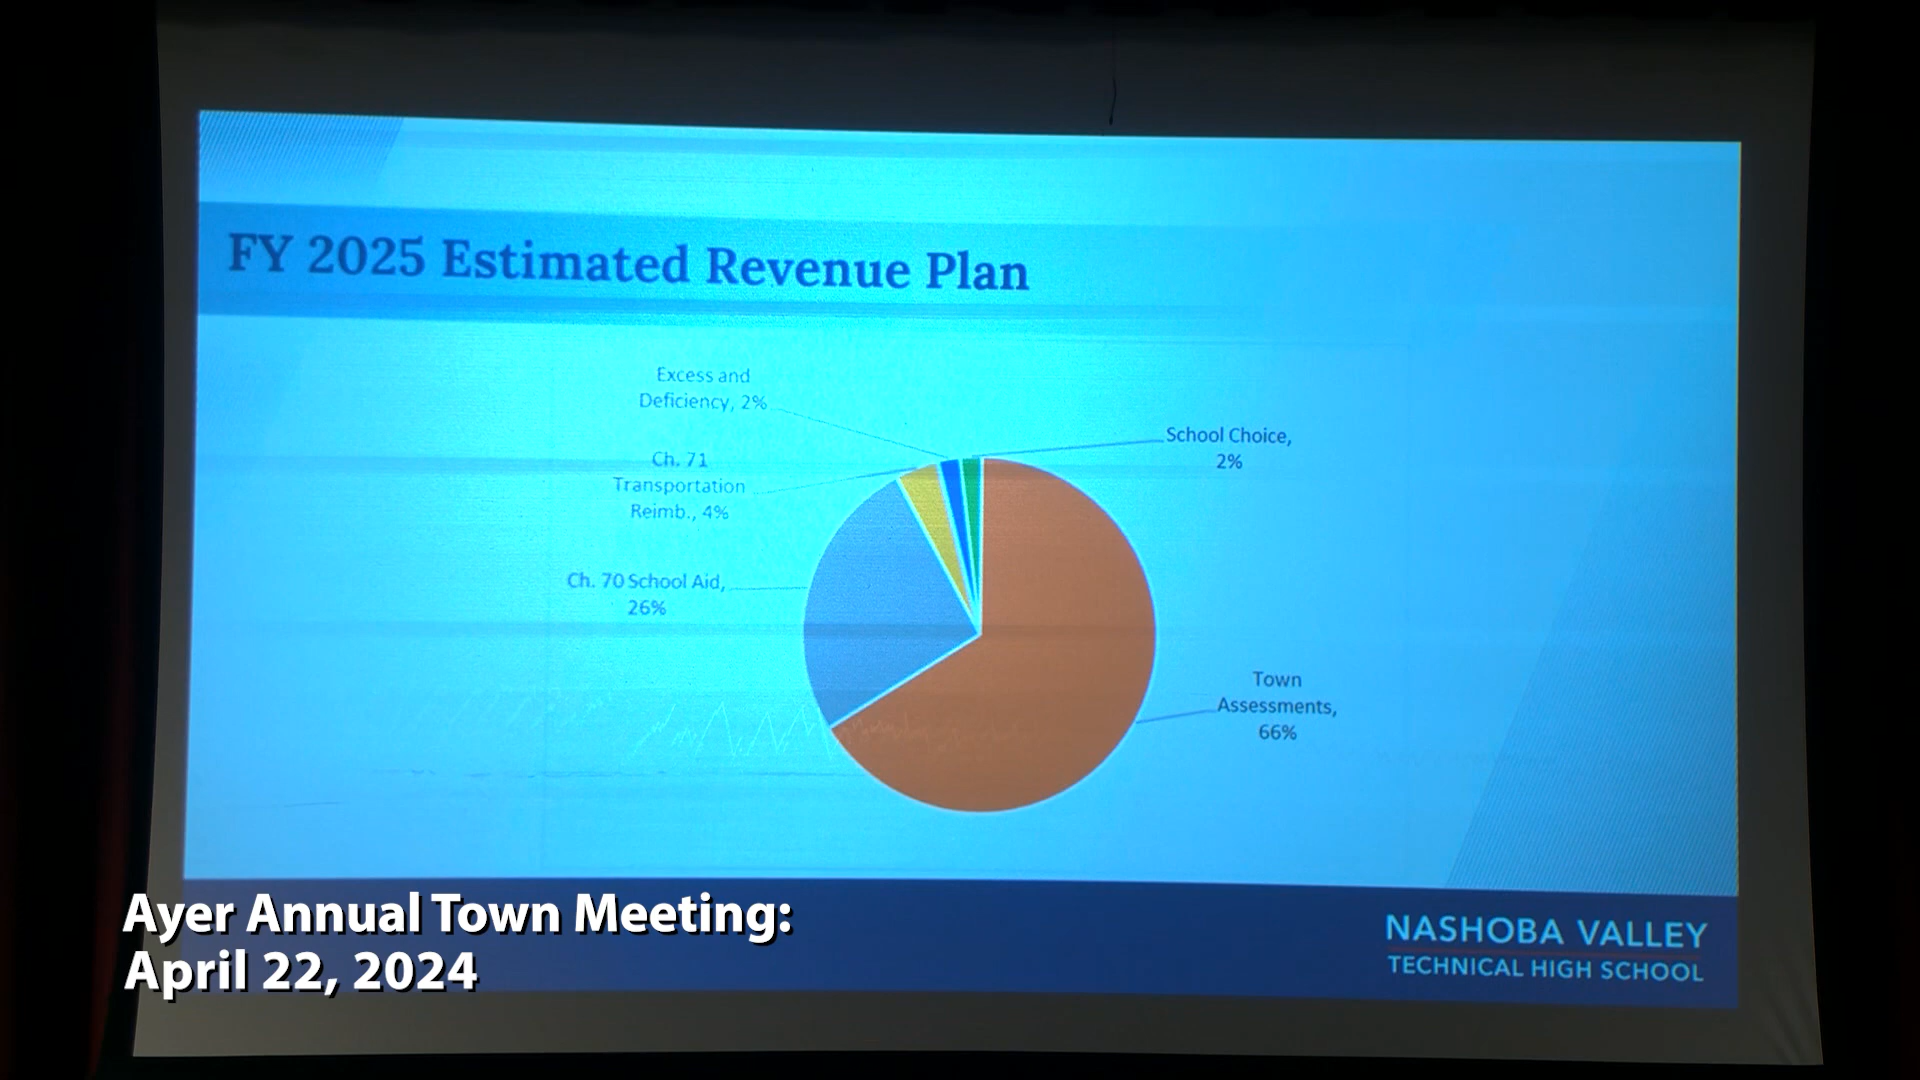 FY 2025 Estimated Revenue Plan
Excess and
Deficiency, 2%
School Choice,
2%
Ch. 71
Transportation
Reimb., 4%
Ch. 70 School Aid,
26%
Town
Assessments,
66%
Ayer Annual Town Meeting:
April 22, 2024
NASHOBA VALLEY
TECHNICAL HIGH SCHOOL